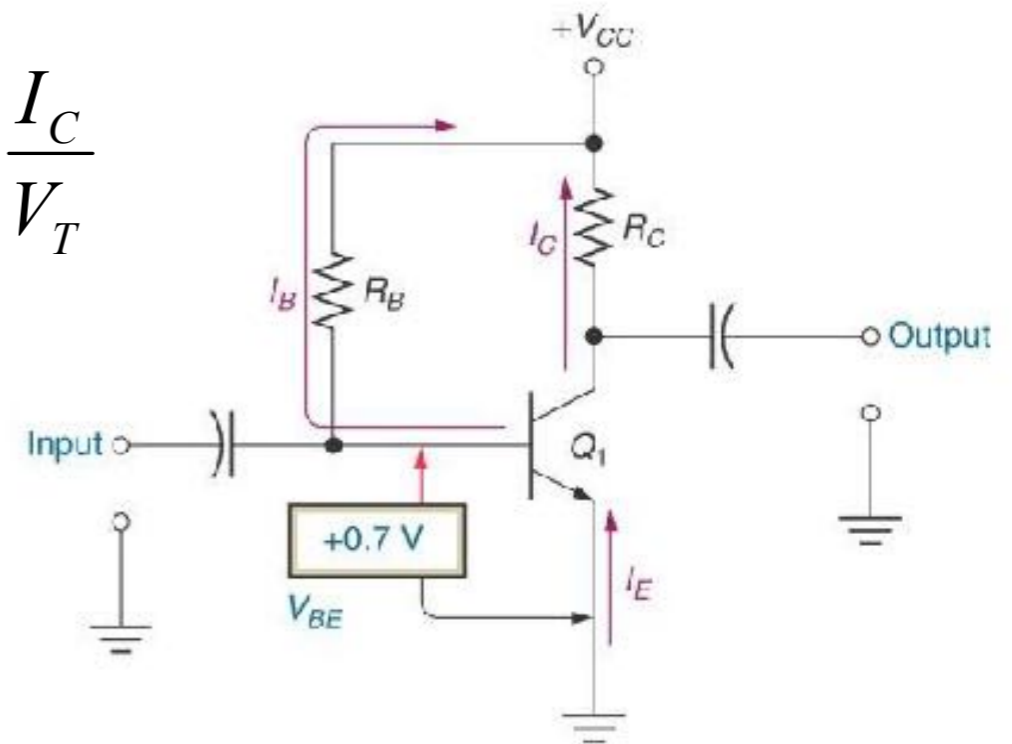 +V_CC
I_C
V_T
I_C
R_C
I_B
R_B
Output
Input
Q_1
+0.7 V
I_E
V_BE